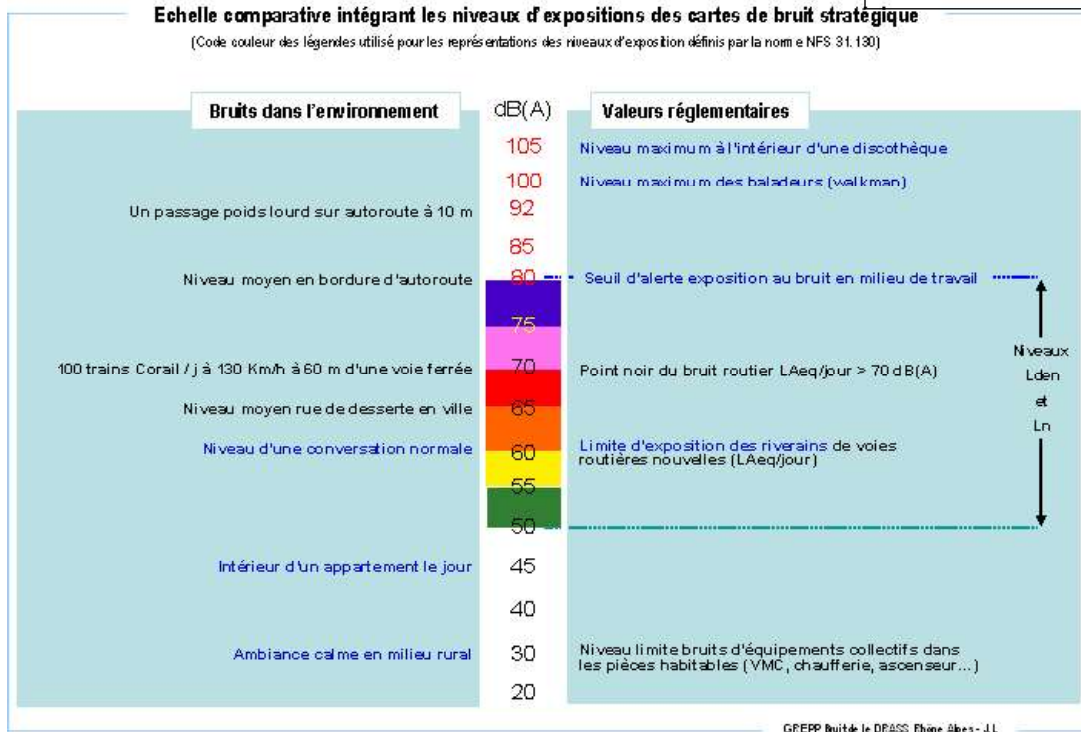 Echelle comparative intégrant les niveaux d'expositions des cartes de bruit stratégique
(Code couleur des légendes utilisé pour les représentations des niveaux d'exposition définis par la norme NFS 31.130)
Bruits dans l'environnement
dB(A)
Valeurs réglementaires
105
Niveau maximum à l'intérieur d'une discothèque
100
Niveau maximum des baladeurs (walkman)
Un passage poids lourd sur autoroute à 10 m
92
85
Niveau moyen en bordure d'autoroute
80
Seuil d'alerte exposition au bruit en milieu de travail
75
100 trains Corail / j à 130 Km/h à 60 m d'une voie ferrée
70
Point noir du bruit routier LAeq/jour > 70 dB(A)
Niveaux
Lden
et
Ln
Niveau moyen rue de desserte en ville
65
Niveau d'une conversation normale
60
Limite d'exposition des riverains de voies
routières nouvelles (LAeq/jour)
55
50
Intérieur d'un appartement le jour
45
40
Ambiance calme en milieu rural
30
Niveau limite bruits d'équipements collectifs dans
les pièces habitables (VMC, chaufferie, ascenseur...)
20
GREPP Bruit de le DRASS Rhône Alpes - J.L